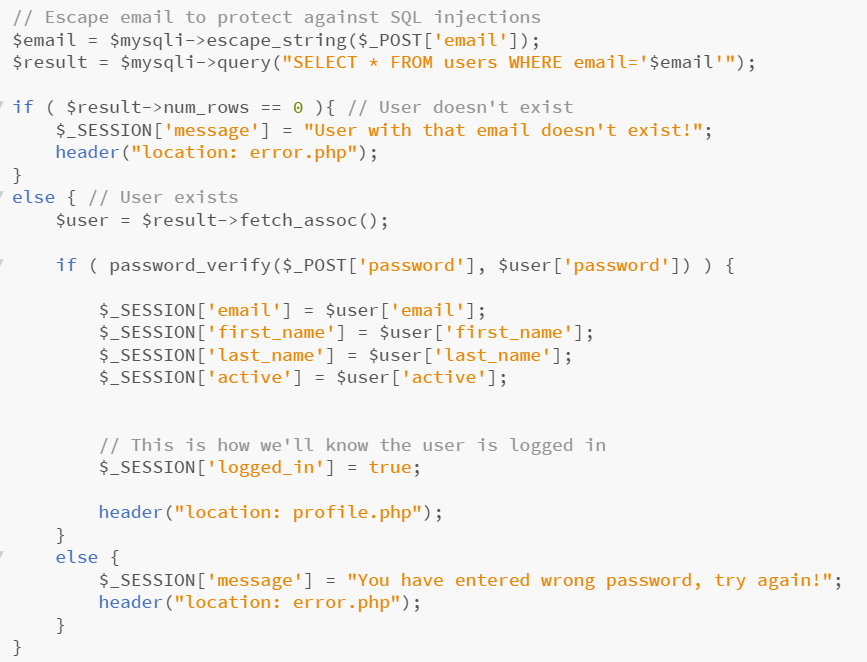 // Escape email to protect against SQL injections
$email = $mysqli->escape_string($_POST['email']);
$result = $mysqli->query("SELECT * FROM users WHERE email='$email'");

if ( $result->num_rows == 0 ){ // User doesn't exist
    $_SESSION['message'] = "User with that email doesn't exist!";
    header("location: error.php");
}
else { // User exists
    $user = $result->fetch_assoc();

    if ( password_verify($_POST['password'], $user['password']) ) {

        $_SESSION['email'] = $user['email'];
        $_SESSION['first_name'] = $user['first_name'];
        $_SESSION['last_name'] = $user['last_name'];
        $_SESSION['active'] = $user['active'];


        // This is how we'll know the user is logged in
        $_SESSION['logged_in'] = true;

        header("location: profile.php");
    }
    else {
        $_SESSION['message'] = "You have entered wrong password, try again!";
        header("location: error.php");
    }
}